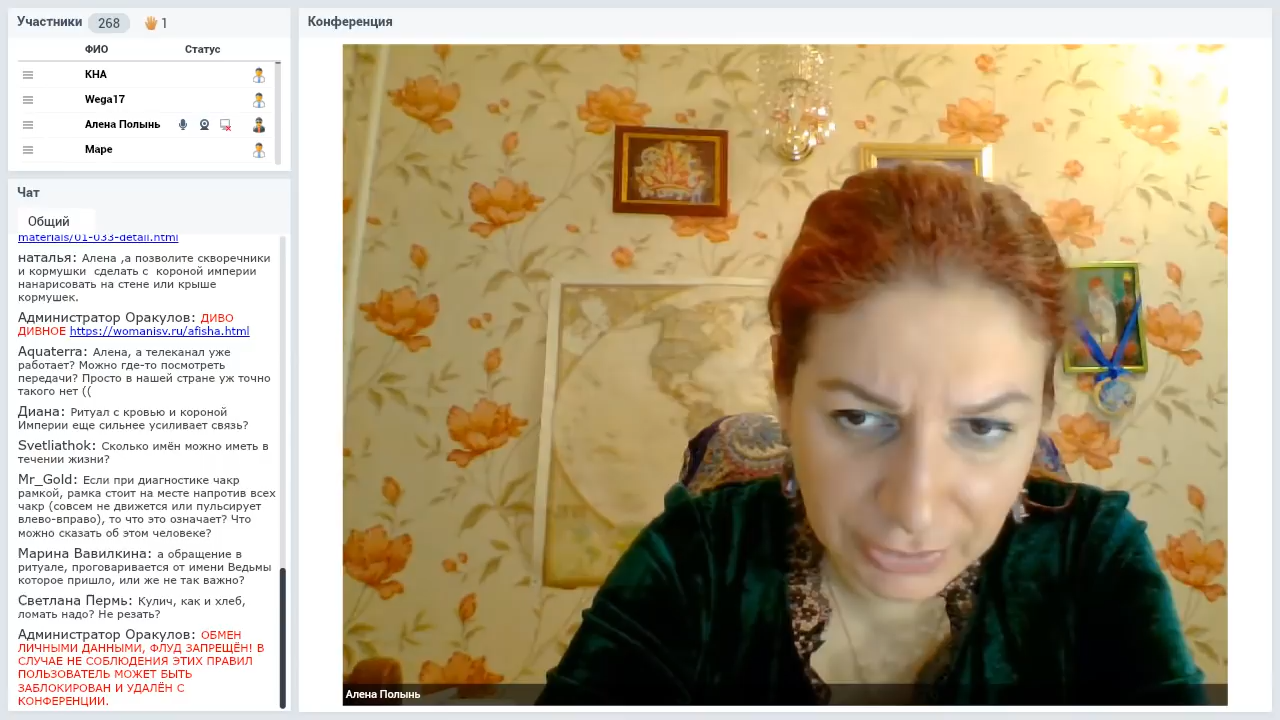 Участники 268 1
ФИО Статус
КНА
Wega17
Алена Полынь
Маре
Чат
Общий
materials/01-033-detail.html
наталья: Алена ,а позволите скворечники
и кормушки сделать с короной империи
нанарисовать на стене или крыше
кормушек.
Администратор Оракулов: ДИВО
ДИВНОЕ https://womanisv.ru/afisha.html
Aquaterra: Алена, а телеканал уже
работает? Можно где-то посмотреть
передачи? Просто в нашей стране уж точно
такого нет ((
Диана: Ритуал с кровью и короной
Империи еще сильнее усиливает связь?
Svetliathok: Сколько имён можно иметь в
течении жизни?
Mr_Gold: Если при диагностике чакр
рамкой, рамка стоит на месте напротив всех
чакр (совсем не движется или пульсирует
влево-вправо), то что это означает? Что
можно сказать об этом человеке?
Марина Вавилкина: а обращение в
ритуале, проговаривается от имени Ведьмы
которое пришло, или же не так важно?
Светлана Пермь: Кулич, как и хлеб,
ломать надо? Не резать?
Администратор Оракулов: ОБМЕН
ЛИЧНЫМИ ДАННЫМИ, ФЛУД ЗАПРЕЩЁН! В
СЛУЧАЕ НЕ СОБЛЮДЕНИЯ ЭТИХ ПРАВИЛ
ПОЛЬЗОВАТЕЛЬ МОЖЕТ БЫТЬ
ЗАБЛОКИРОВАН И УДАЛЁН С
КОНФЕРЕНЦИИ.
Конференция
Алена Полынь